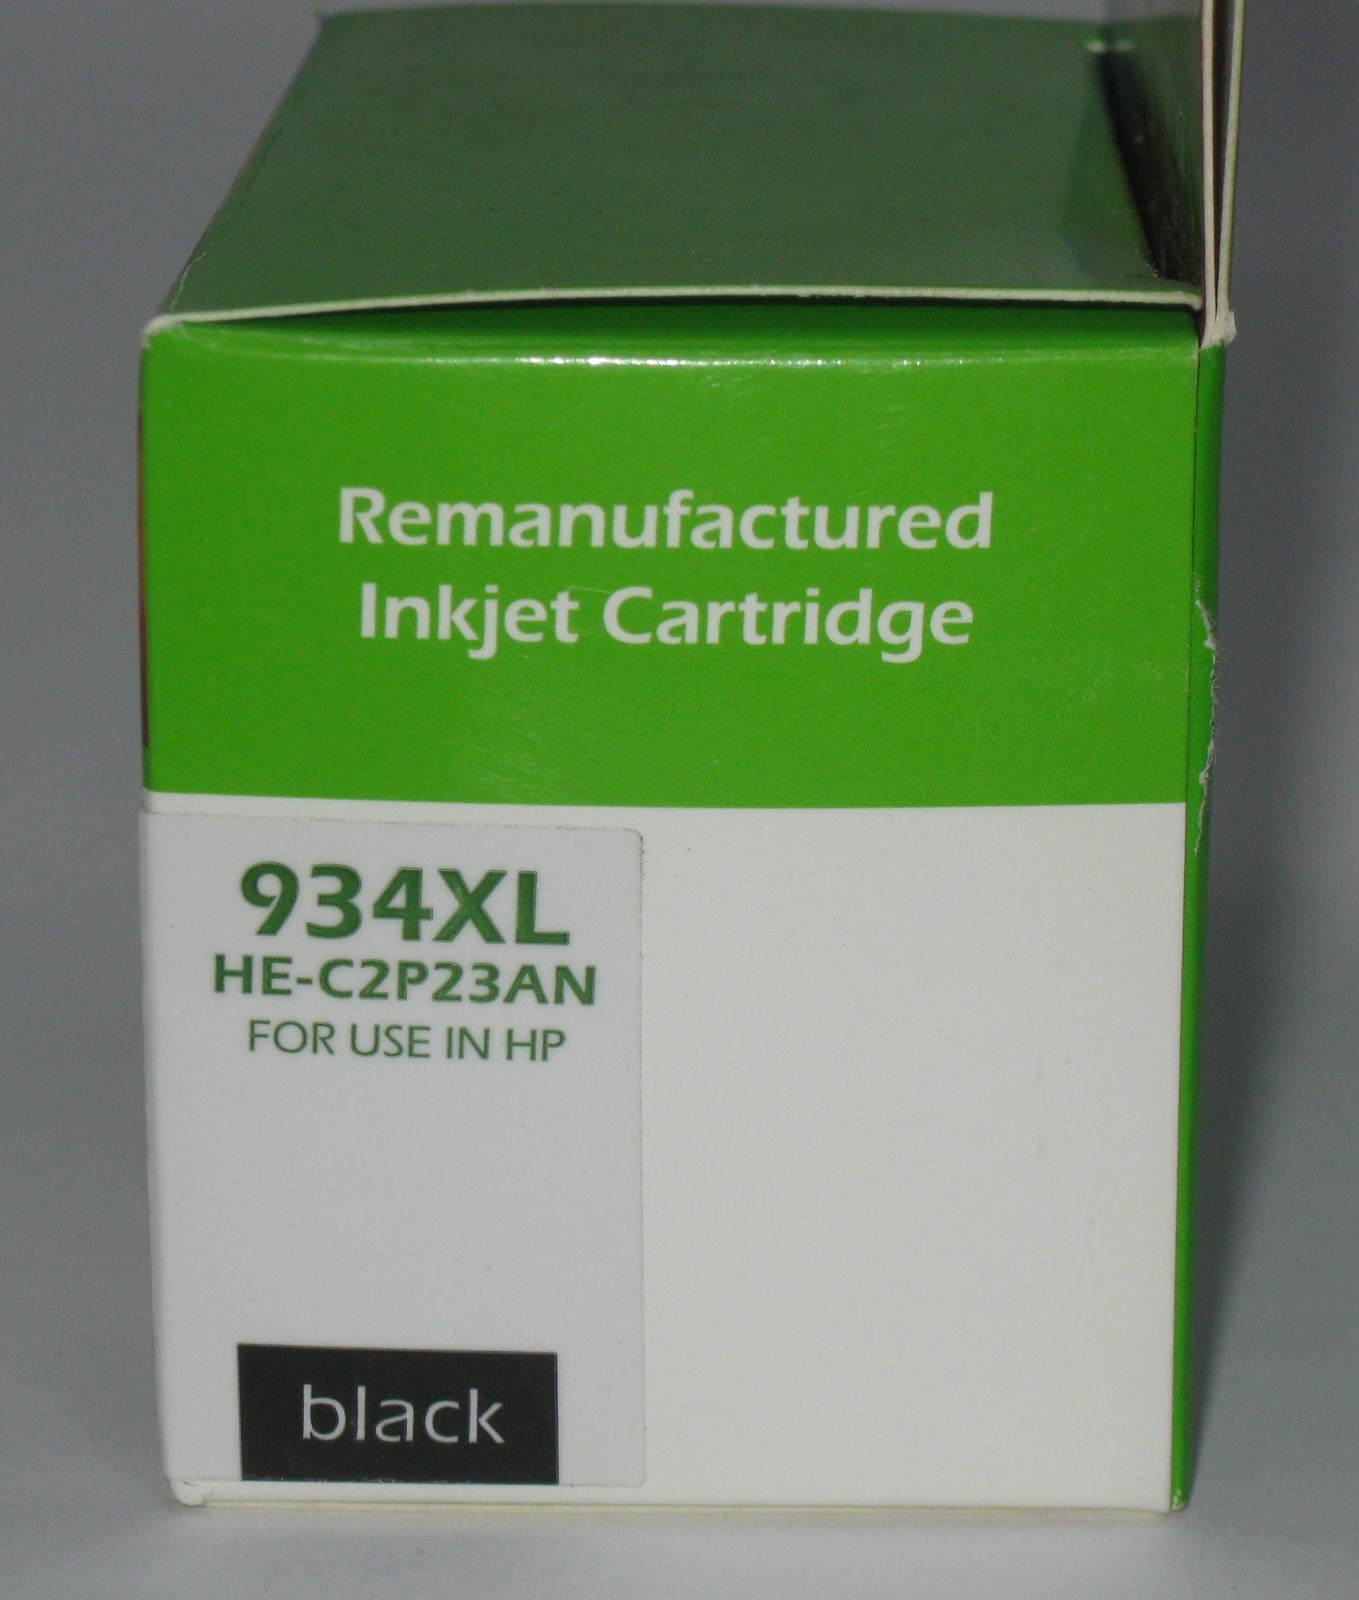 Remanufactured
Inkjet Cartridge
934XL
HE-C2P23AN
FOR USE IN HP
black